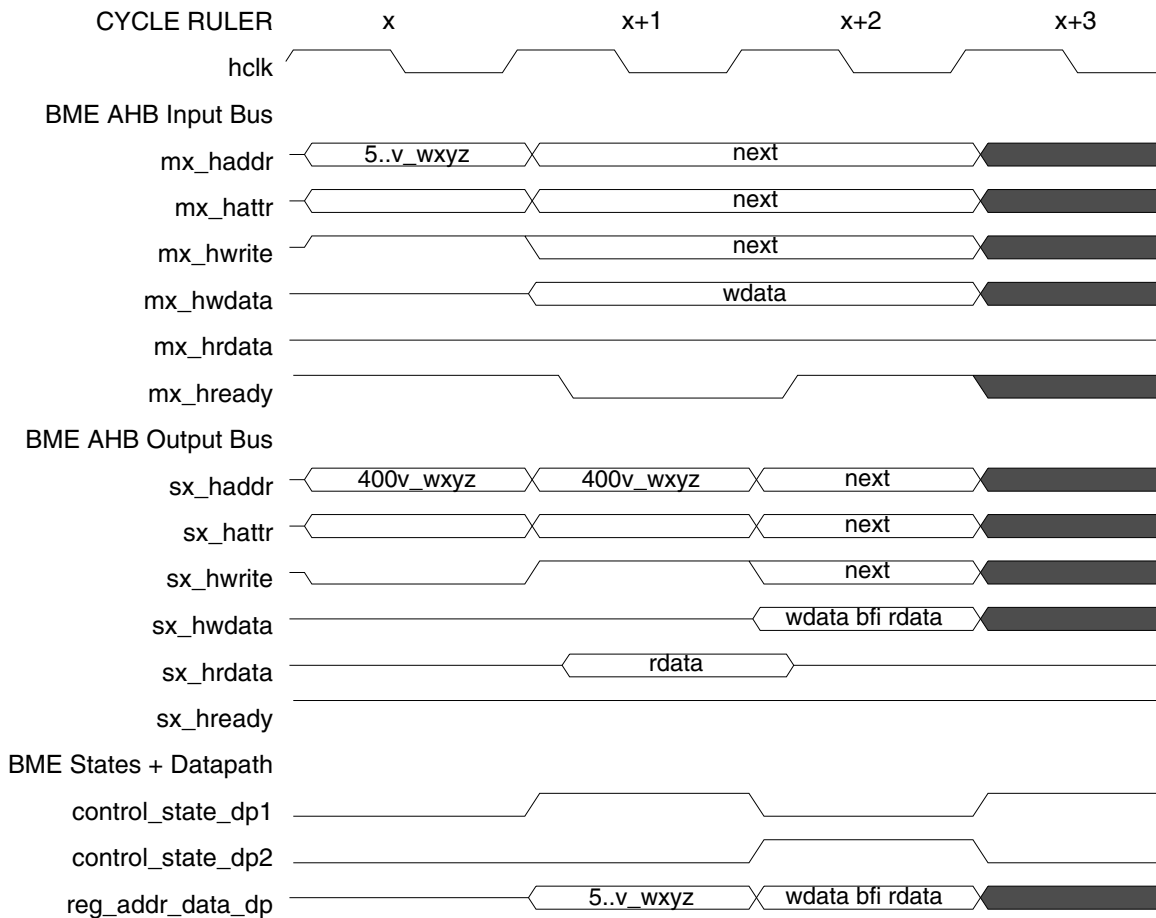 CYCLE RULER x x+1 x+2 x+3
hclk
BME AHB Input Bus
mx_haddr 5..v_wxyz next
mx_hattr next
mx_hwrite next
mx_hwdata wdata
mx_hrdata
mx_hready
BME AHB Output Bus
sx_haddr 400v_wxyz 400v_wxyz next
sx_hattr next
sx_hwrite next
sx_hwdata wdata bfi rdata
sx_hrdata rdata
sx_hready
BME States + Datapath
control_state_dp1
control_state_dp2
reg_addr_data_dp 5..v_wxyz wdata bfi rdata